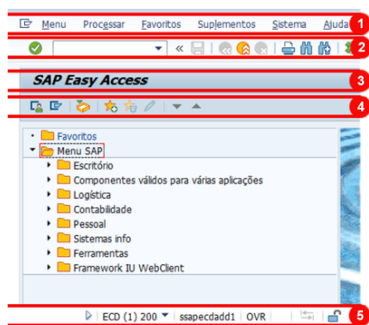 Menu Processar Favoritos Suplementos Sistema Ajuda 1
2
SAP Easy Access 3
4
Favoritos
Menu SAP
Escritório
Componentes válidos para várias aplicações
Logística
Contabilidade
Pessoal
Sistemas info
Ferramentas
Framework IU WebClient
ECD (1) 200 ssapecdadd1 OVR 5